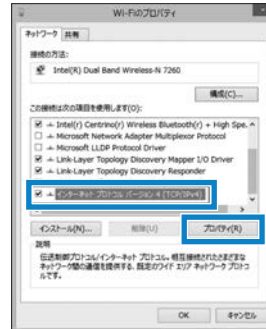 Wi-Fiのプロパティ
ネットワーク 共有
接続の方法:
Intel(R) Dual Band Wireless-N 7260
構成(C)...
この接続は次の項目を使用します(O):
Intel(R) Centrino(r) Wireless Bluetooth(r) + High Spe
Microsoft Network Adapter Multiplexor Protocol
Microsoft LLDP Protocol Driver
Link-Layer Topology Discovery Mapper I/O Driver
Link-Layer Topology Discovery Responder
インターネット プロトコル バージョン 4 (TCP/IPv4)
インストール(N)... 削除(U) プロパティ(R)
説明
伝送制御プロトコル/インターネット プロトコル。相互接続されたさまざまな
ネットワーク間の通信を提供する、既定のワイド エリア ネットワーク プロトコ
ルです。
OK キャンセル